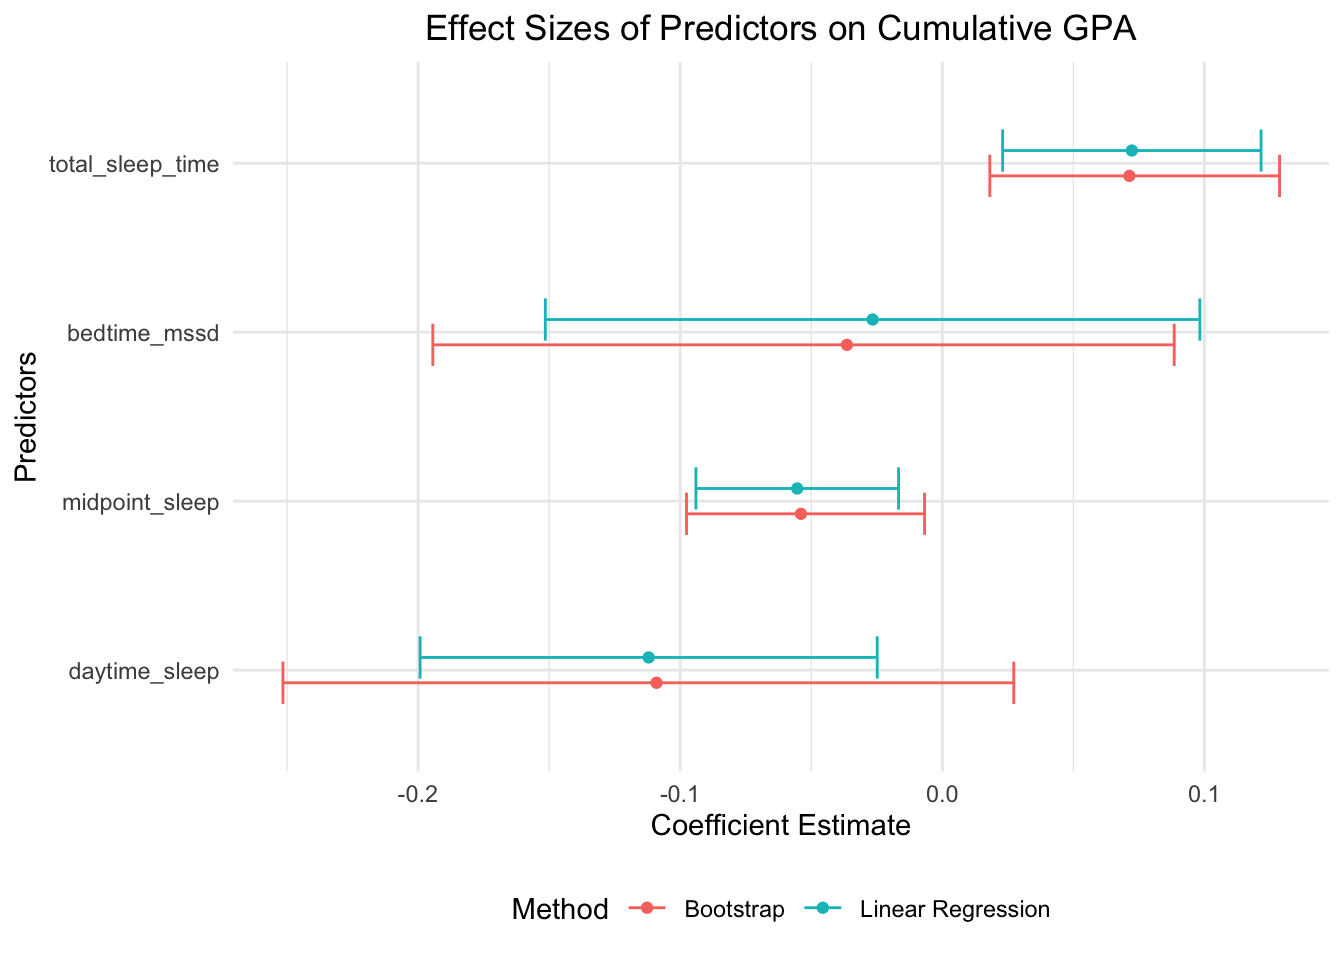 Effect Sizes of Predictors on Cumulative GPA
Predictors
total_sleep_time
bedtime_mssd
midpoint_sleep
daytime_sleep
-0.2 -0.1 0.0 0.1
Coefficient Estimate
Method Bootstrap Linear Regression